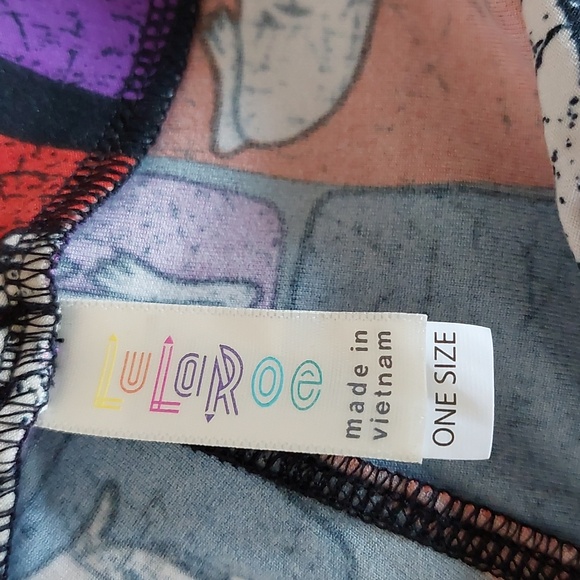 LuLaRoe
made in
vietnam
ONE SIZE